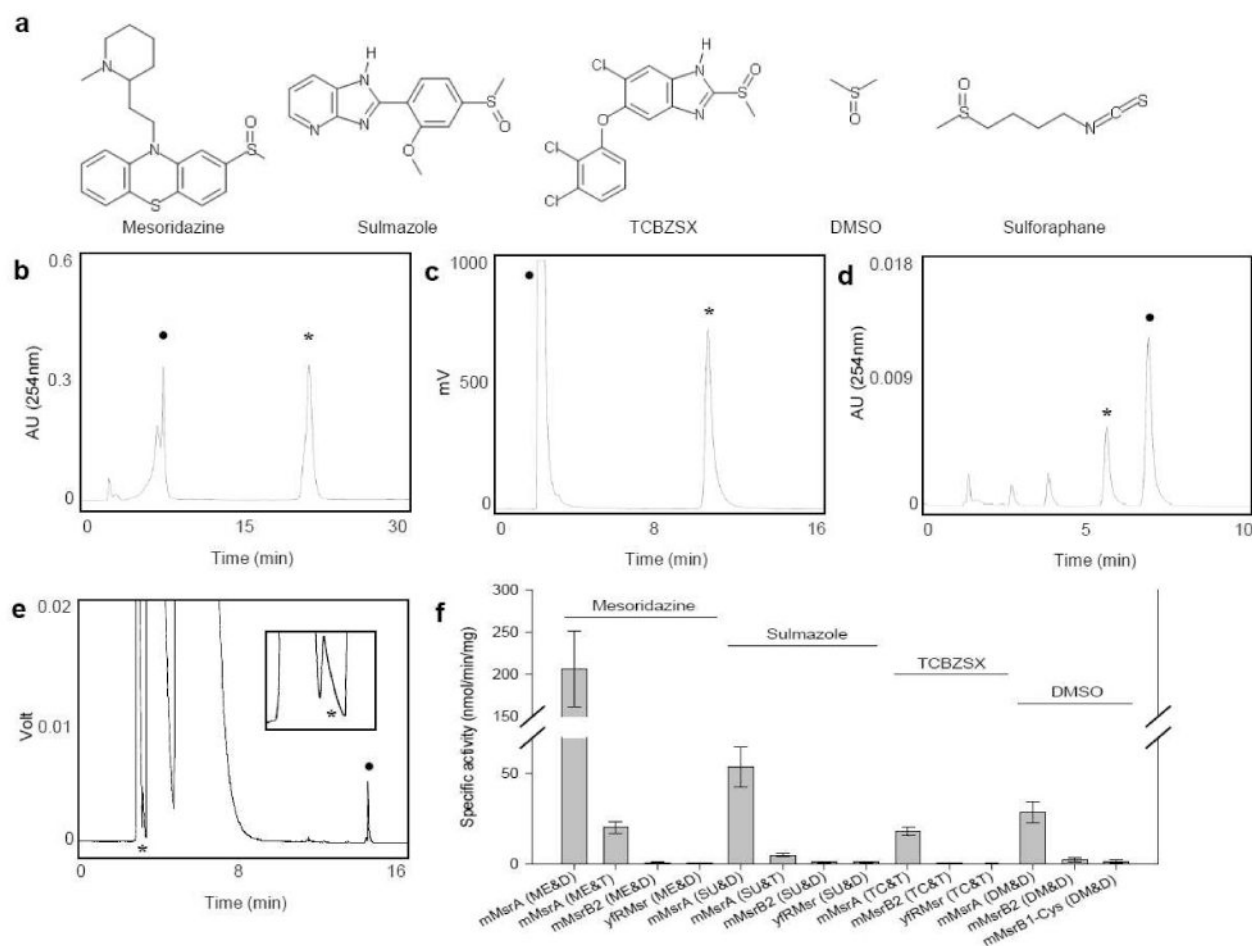 a
N
N
S
O
S
H
N
N
N
S
O
O
H
Cl
N
O
S
N
O
Cl
Cl
S
O
O
S
N
C
S
Mesoridazine
Sulmazole
TCBZSX
DMSO
Sulforaphane
b
0.6
0.3
0
AU (254nm)
●
*
0
15
30
Time (min)
c
1000
500
0
mV
●
*
0
8
16
Time (min)
d
0.018
0.009
0
AU (254nm)
*
●
0
5
10
Time (min)
e
0.02
0.01
0
Volt
*
*
●
0
8
16
Time (min)
f
300
250
200
150
50
0
Specific activity (nmol/min/mg)
Mesoridazine
Sulmazole
TCBZSX
DMSO
mMsrA (ME&D)
mMsrA (ME&T)
mMsrB2 (ME&D)
yfRMsr (ME&D)
mMsrA (SU&D)
mMsrA (SU&T)
mMsrB2 (SU&D)
yfRMsr (SU&D)
mMsrA (TC&T)
mMsrB2 (TC&T)
yfRMsr (TC&T)
mMsrA (DM&D)
mMsrB2 (DM&D)
mMsrB1-Cys (DM&D)